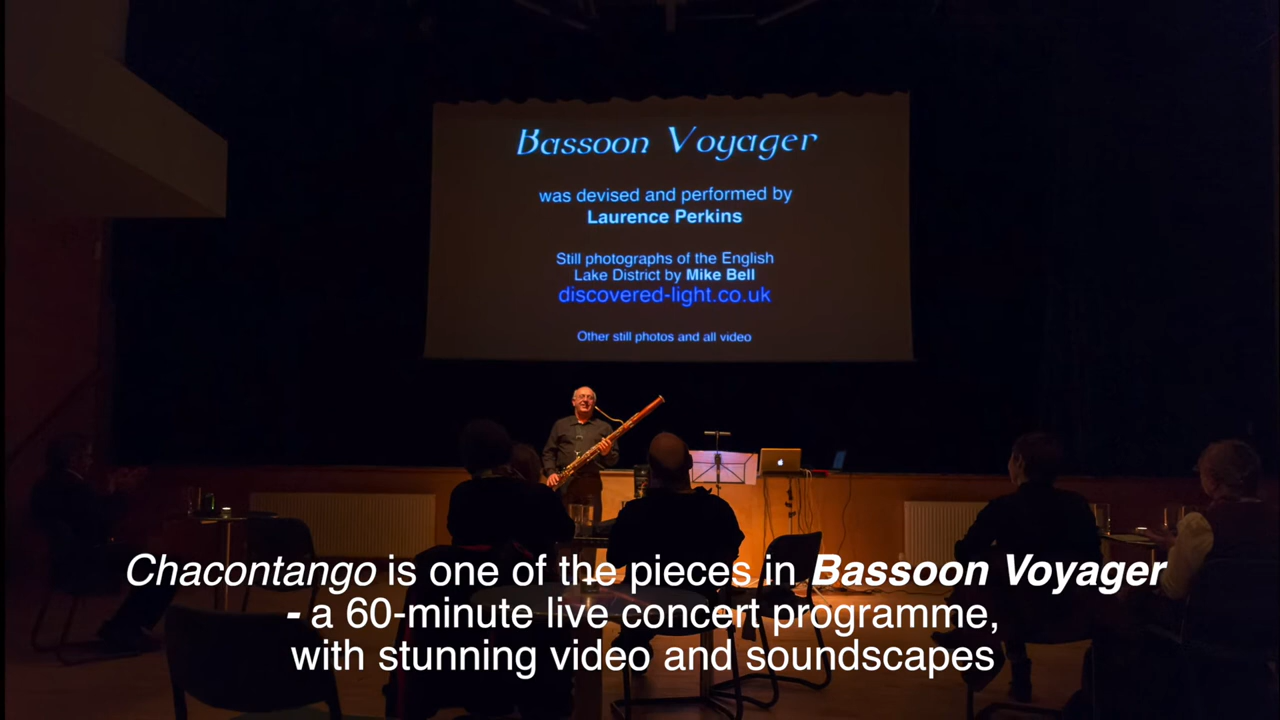 Bassoon Voyager
was devised and performed by
Laurence Perkins
Still photographs of the English
Lake District by Mike Bell
discovered-light.co.uk
Other still photos and all video
Chacontango is one of the pieces in Bassoon Voyager
- a 60-minute live concert programme,
with stunning video and soundscapes